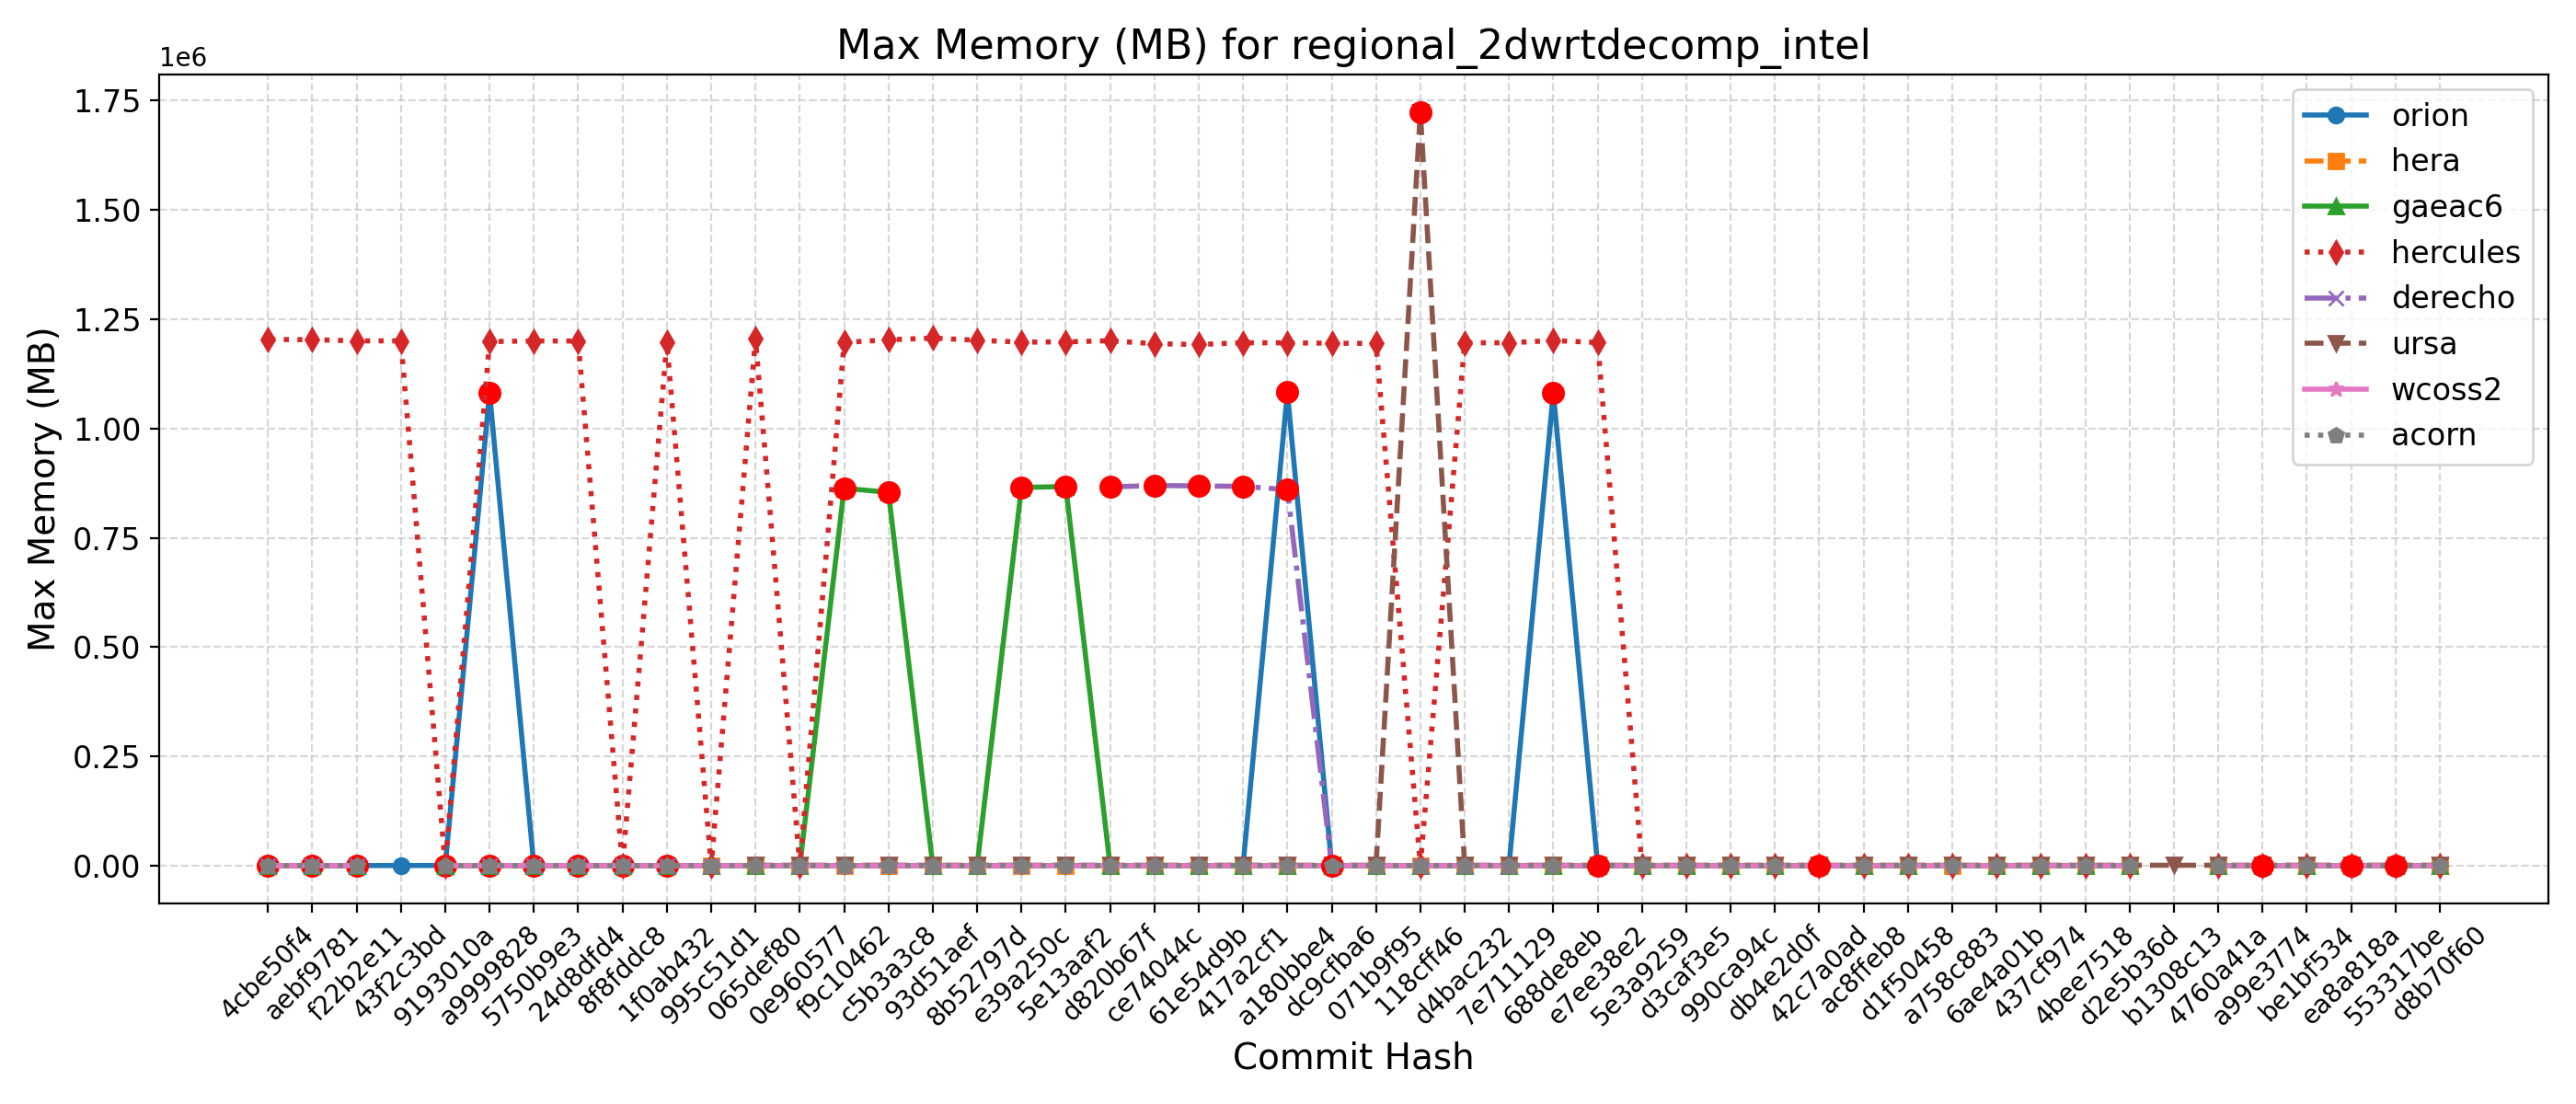 Max Memory (MB) for regional_2dwrtdecomp_intel
1e6
1.75
1.50
1.25
1.00
0.75
0.50
0.25
0.00
Max Memory (MB)
orion
hera
gaeac6
hercules
derecho
ursa
wcoss2
acorn
4cbe50f4
aebf9781
f22b2e11
43f2c3bd
9193010a
a9999828
5750b9e3
24d8dfd4
8f8fddc8
1f0ab432
995c51d1
065def80
0e960577
f9c10462
c5b3a3c8
93d51aef
8b52797d
e39a250c
5e13aaf2
d820b67f
ce74044c
61e54d9b
417a2cf1
a180bbe4
dc9cfba6
071b9f95
118cff46
d4bac232
7e711129
688de8eb
e7ee38e2
5e3a9259
d3caf3e5
990ca94c
db4e2d0f
42c7a0ad
ac8ffeb8
d1f50458
a758c883
6ae4a01b
437cf974
4bee7518
d2e5b36d
b1308c13
4760a41a
a99e3774
be1bf534
ea8a818a
553317be
d8b70f60
Commit Hash